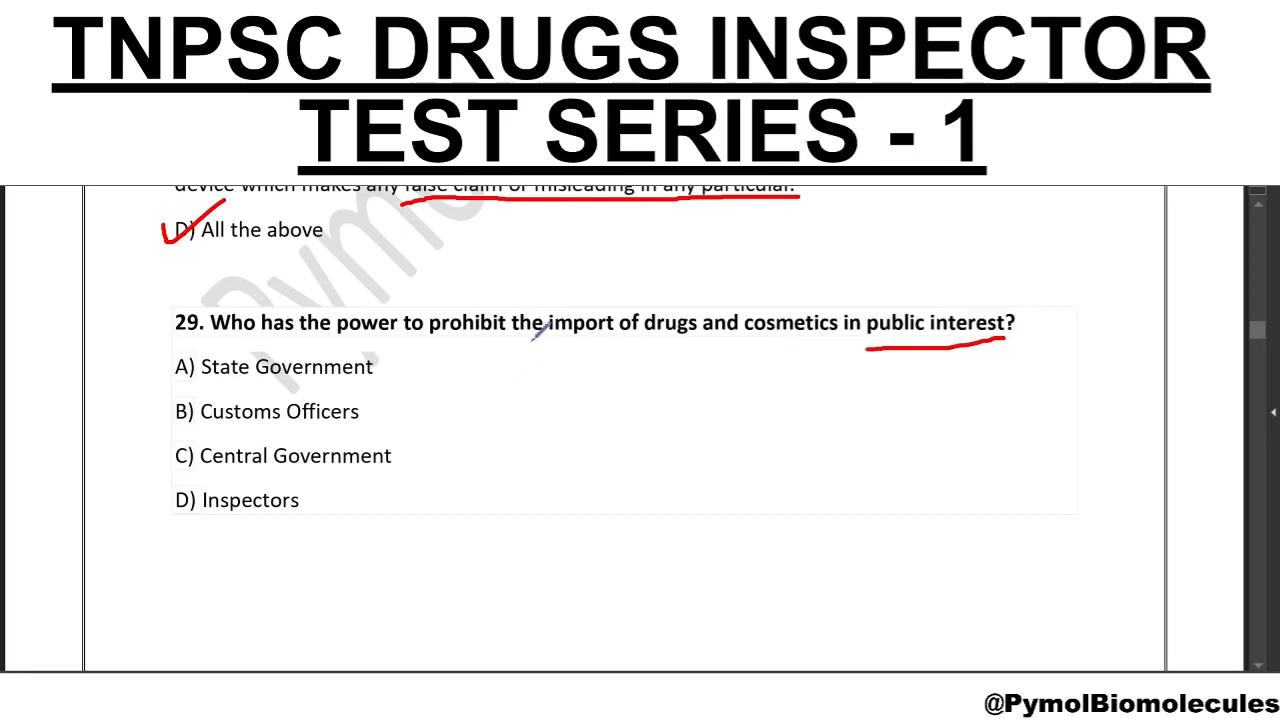 TNPSC DRUGS INSPECTOR
TEST SERIES - 1
device which makes any false claim or misleading in any particular.
D) All the above
Pymo
29. Who has the power to prohibit the import of drugs and cosmetics in public interest?
A) State Government
B) Customs Officers
C) Central Government
D) Inspectors
@PymolBiomolecules